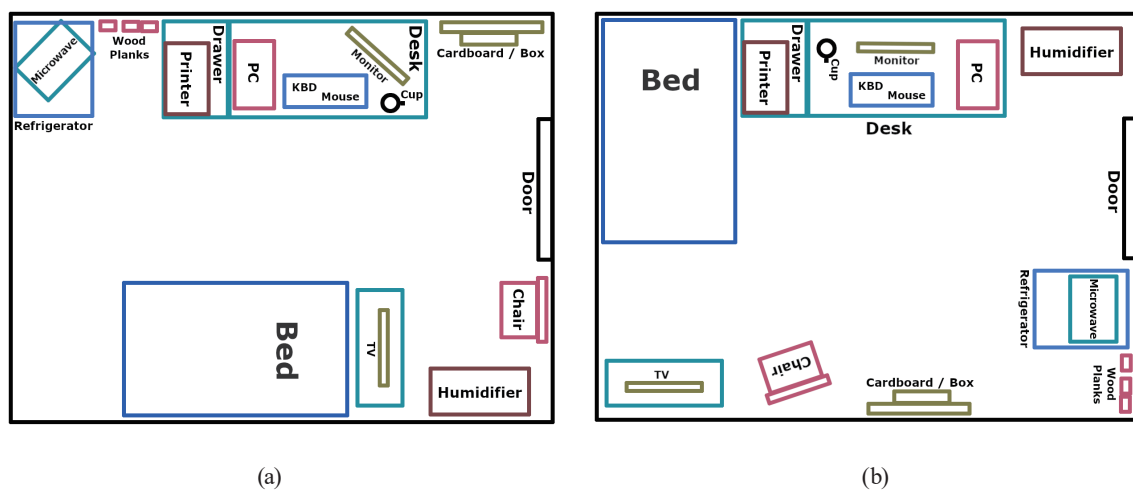 Microwave
Refrigerator
Wood
Planks
Drawer
Printer
PC
KBD
Mouse
Monitor
Cup
Desk
Cardboard / Box
Door
Chair
Bed
TV
Humidifier
(a)
Bed
Drawer
Printer
Cup
Monitor
KBD
Mouse
PC
Desk
Humidifier
Door
Refrigerator
Microwave
Wood
Planks
TV
Chair
Cardboard / Box
(b)